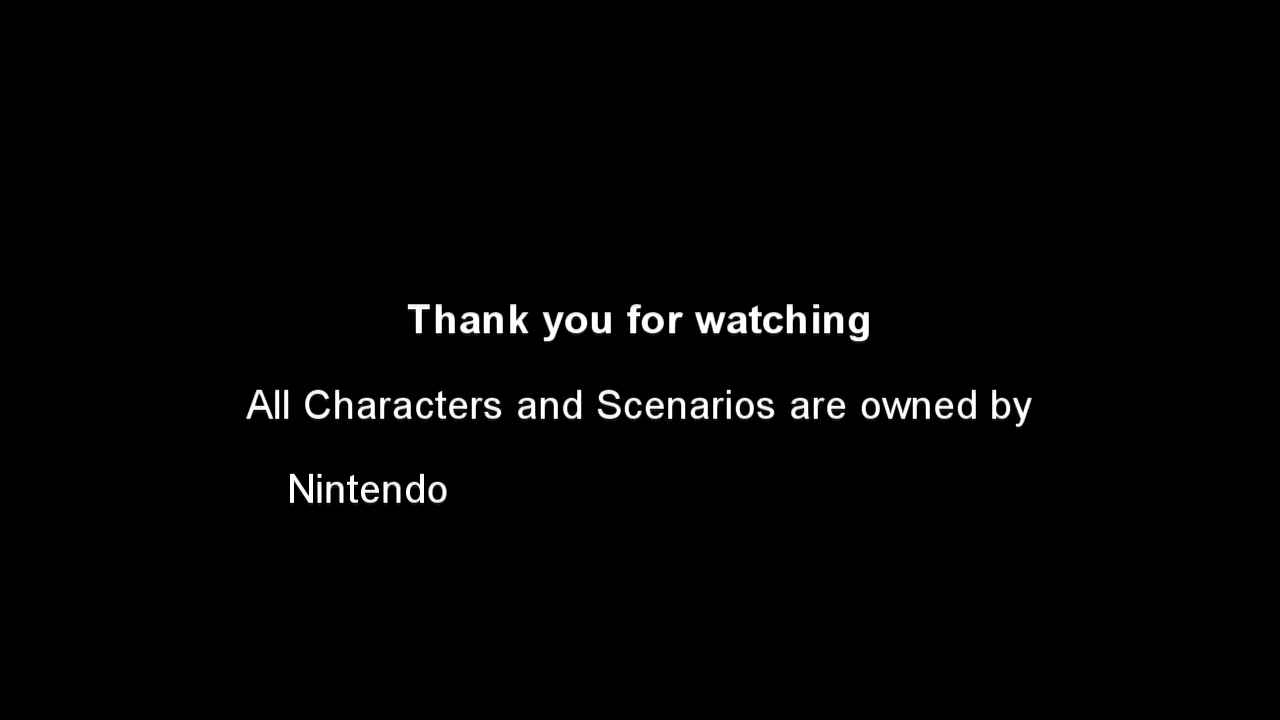 Thank you for watching
All Characters and Scenarios are owned by
Nintendo